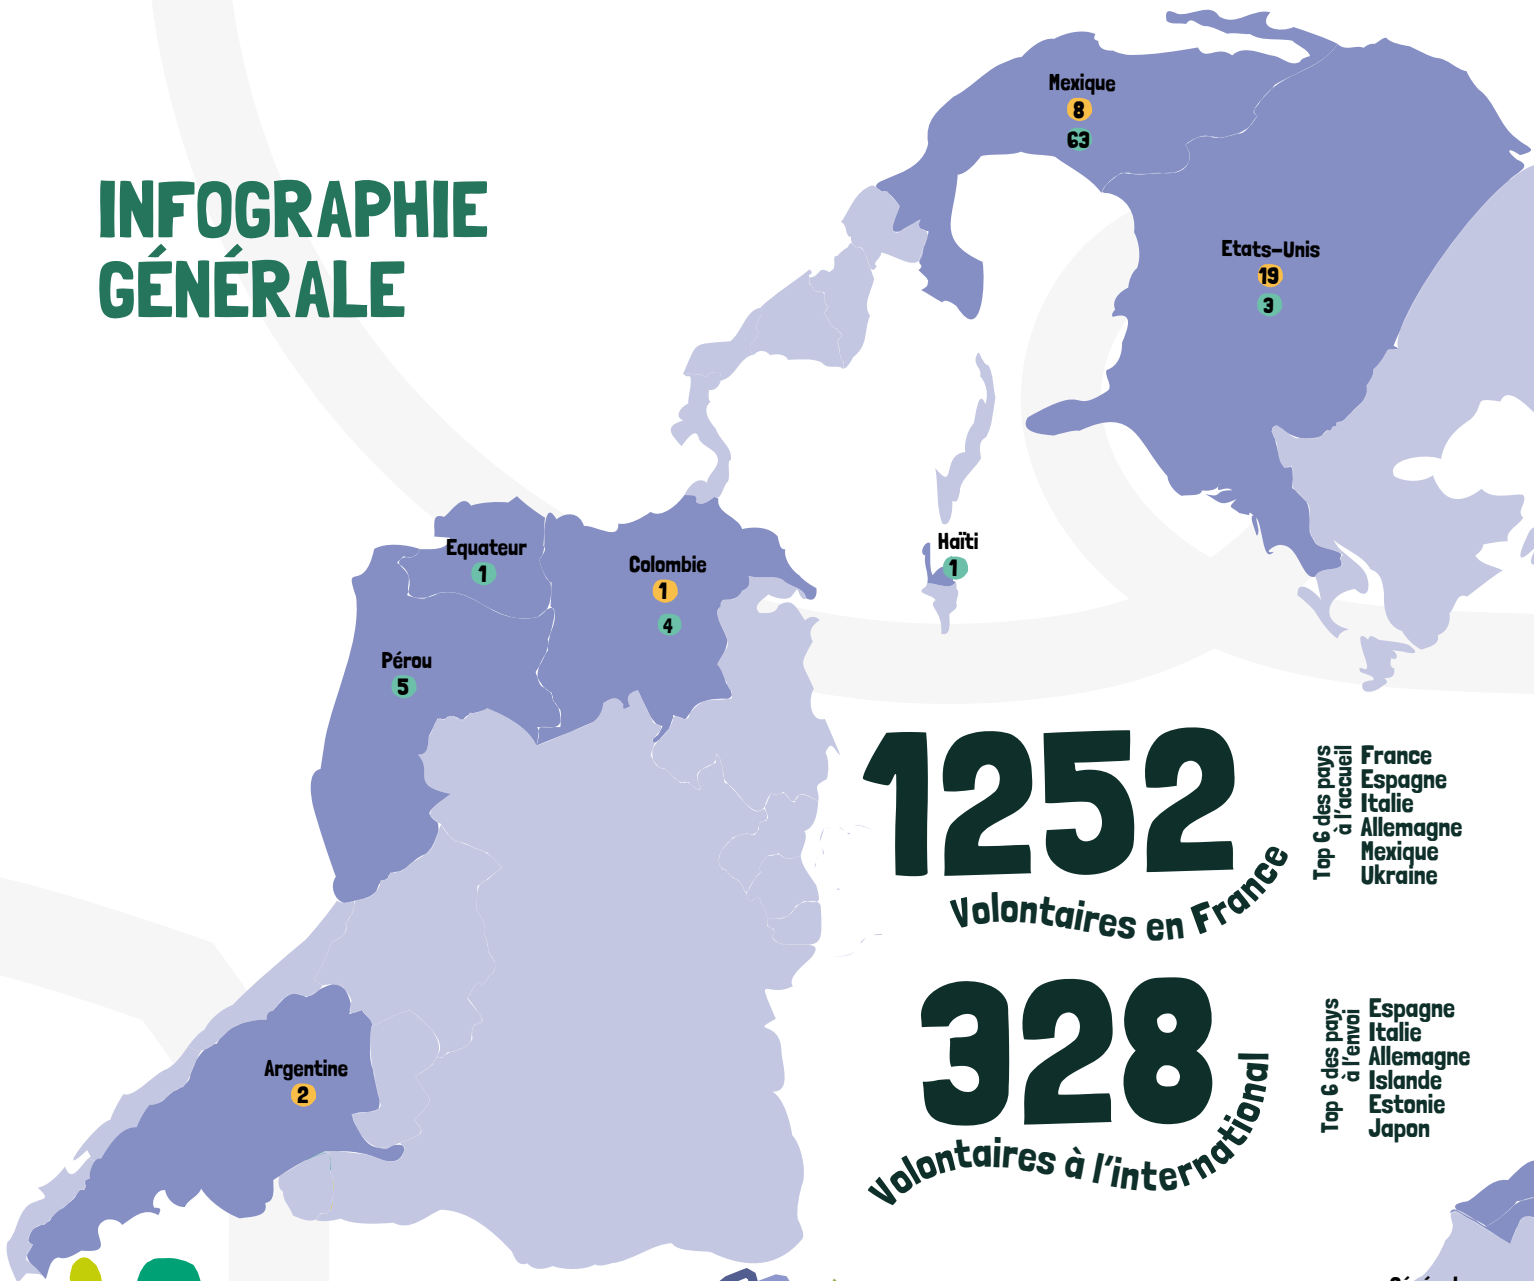 INFOGRAPHIE
GÉNÉRALE
Mexique
8
63
Etats-Unis
19
3
Haïti
1
Equateur
1
Colombie
1
4
Pérou
5
Argentine
2
1252
Volontaires en France
Top 6 des pays
à l'accueil
France
Espagne
Italie
Allemagne
Mexique
Ukraine
328
Volontaires à l'international
Top 6 des pays
à l'envoi
Espagne
Italie
Allemagne
Islande
Estonie
Japon